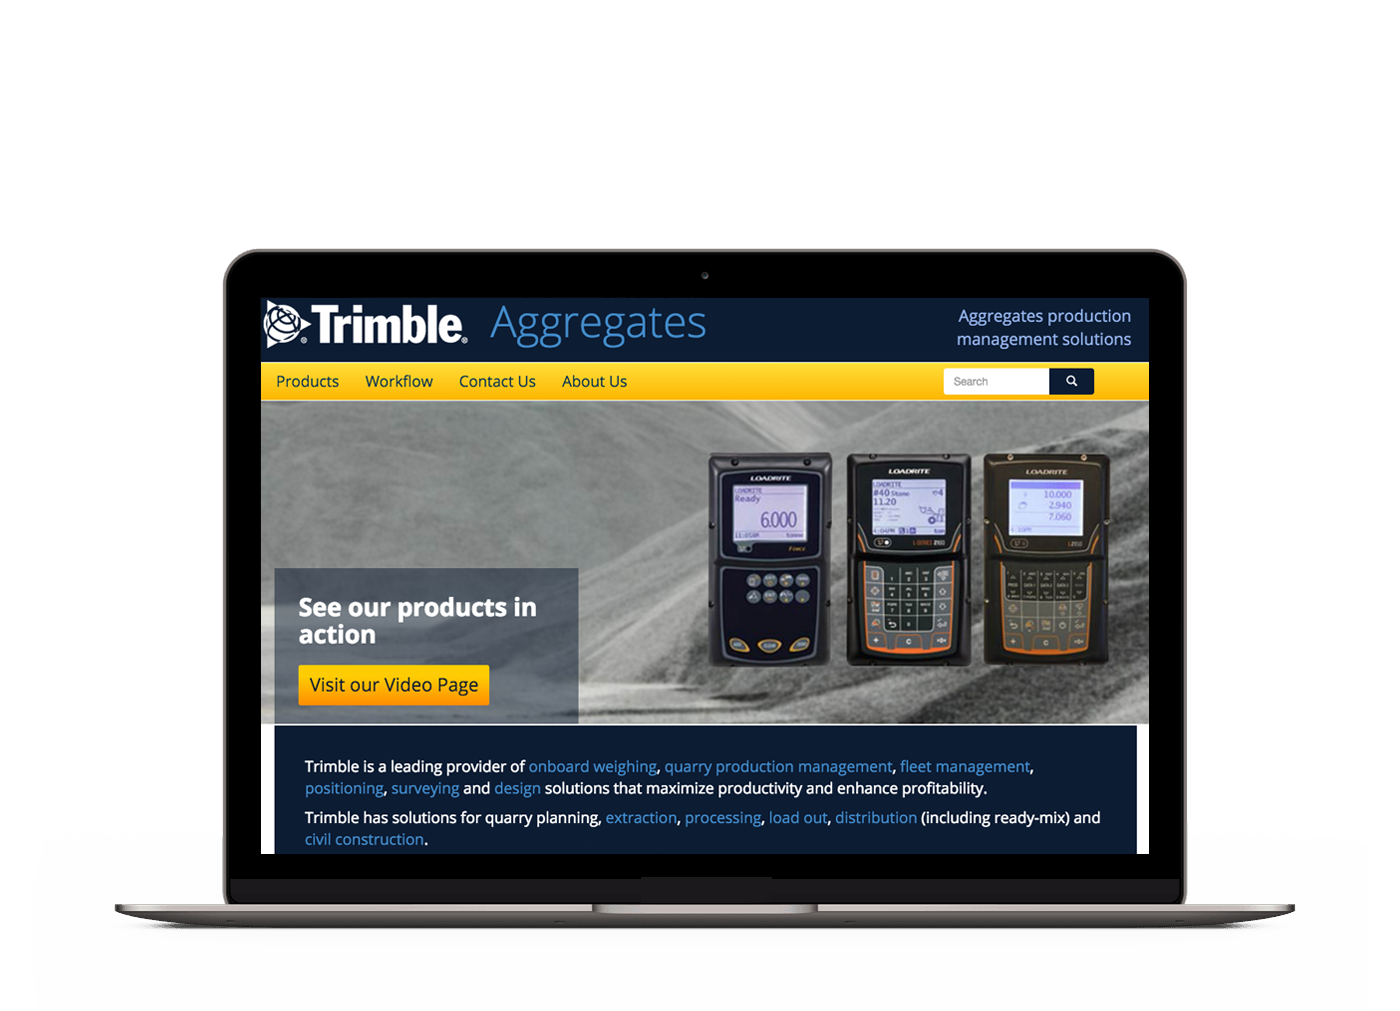 Trimble® Aggregates
Aggregates production
management solutions
Products Workflow Contact Us About Us
Search
LOADRITE
LOADRITE
Ready
6.000
tonne
Force
LOADRITE
LOADRITE
#40 Stone
4
11.20
LOADRITE
10.000
2.940
7.060
C
See our products in
action
Visit our Video Page
Trimble is a leading provider of onboard weighing, quarry production management, fleet management,
positioning, surveying and design solutions that maximize productivity and enhance profitability.
Trimble has solutions for quarry planning, extraction, processing, load out, distribution (including ready-mix) and
civil construction.